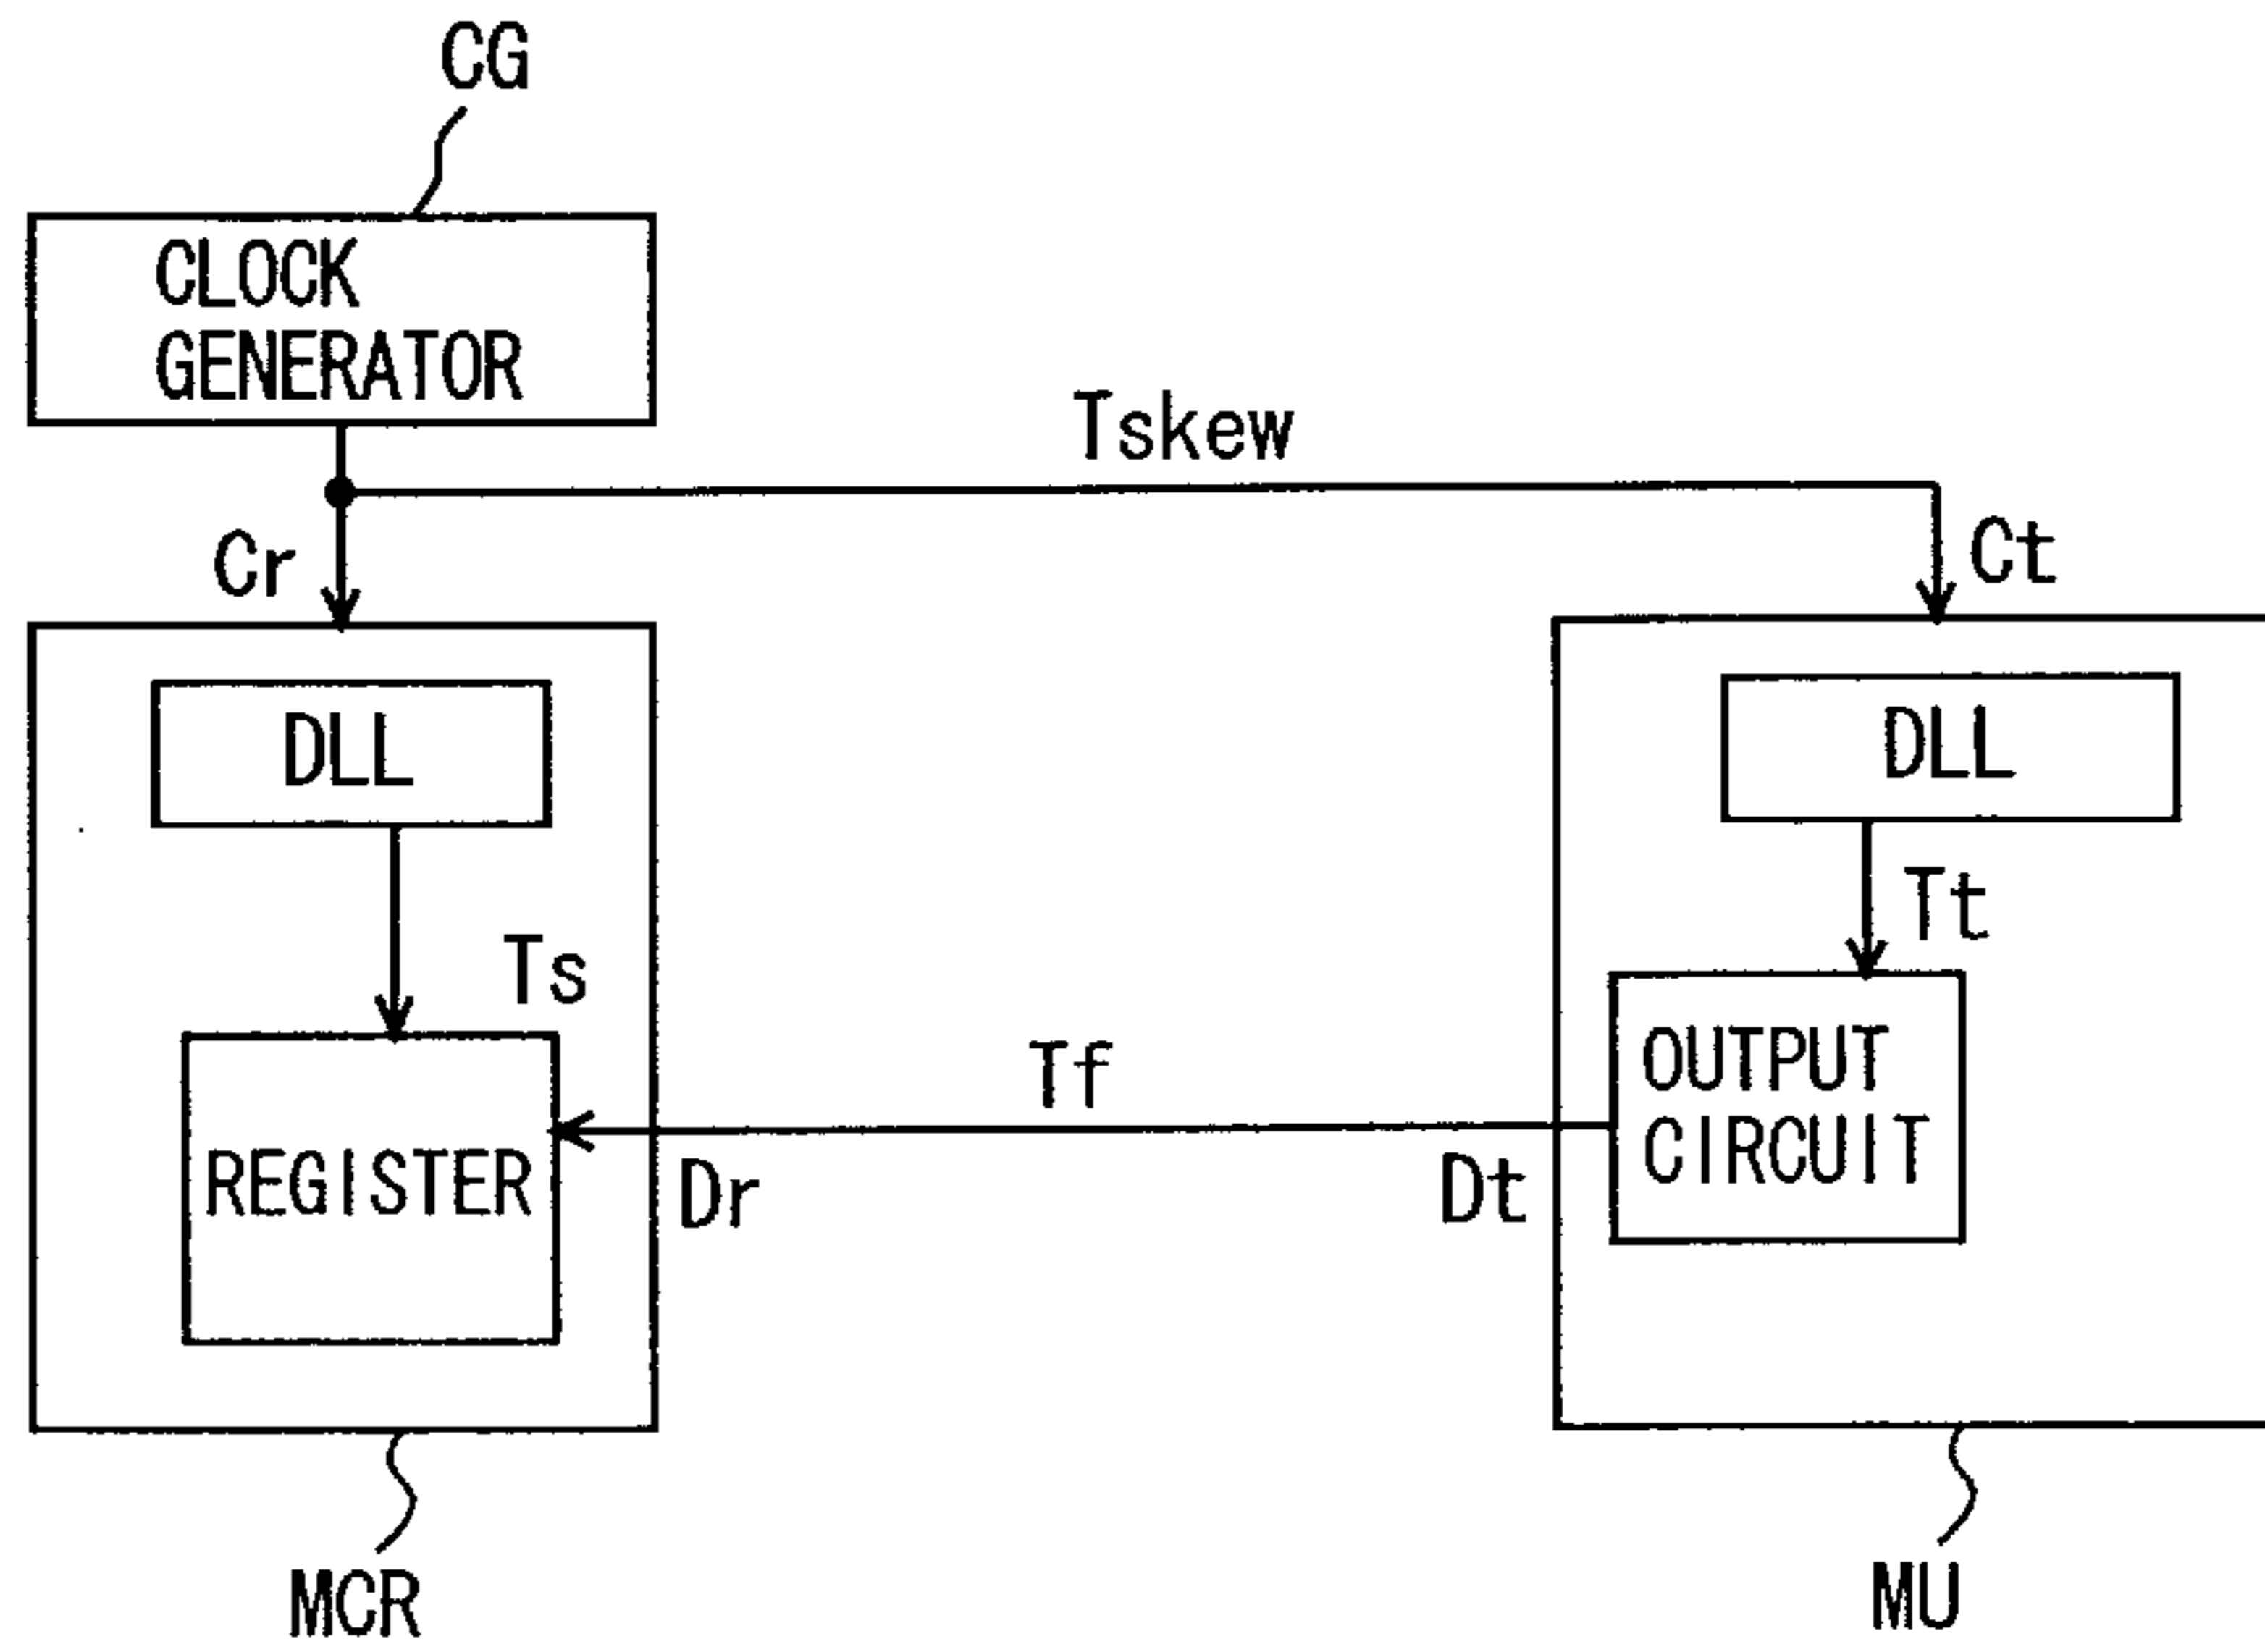 CG
CLOCK
GENERATOR
Tskew
Cr
Ct
DLL
DLL
Tt
Ts
OUTPUT
CIRCUIT
Tf
REGISTER
Dr
Dt
MCR
MU